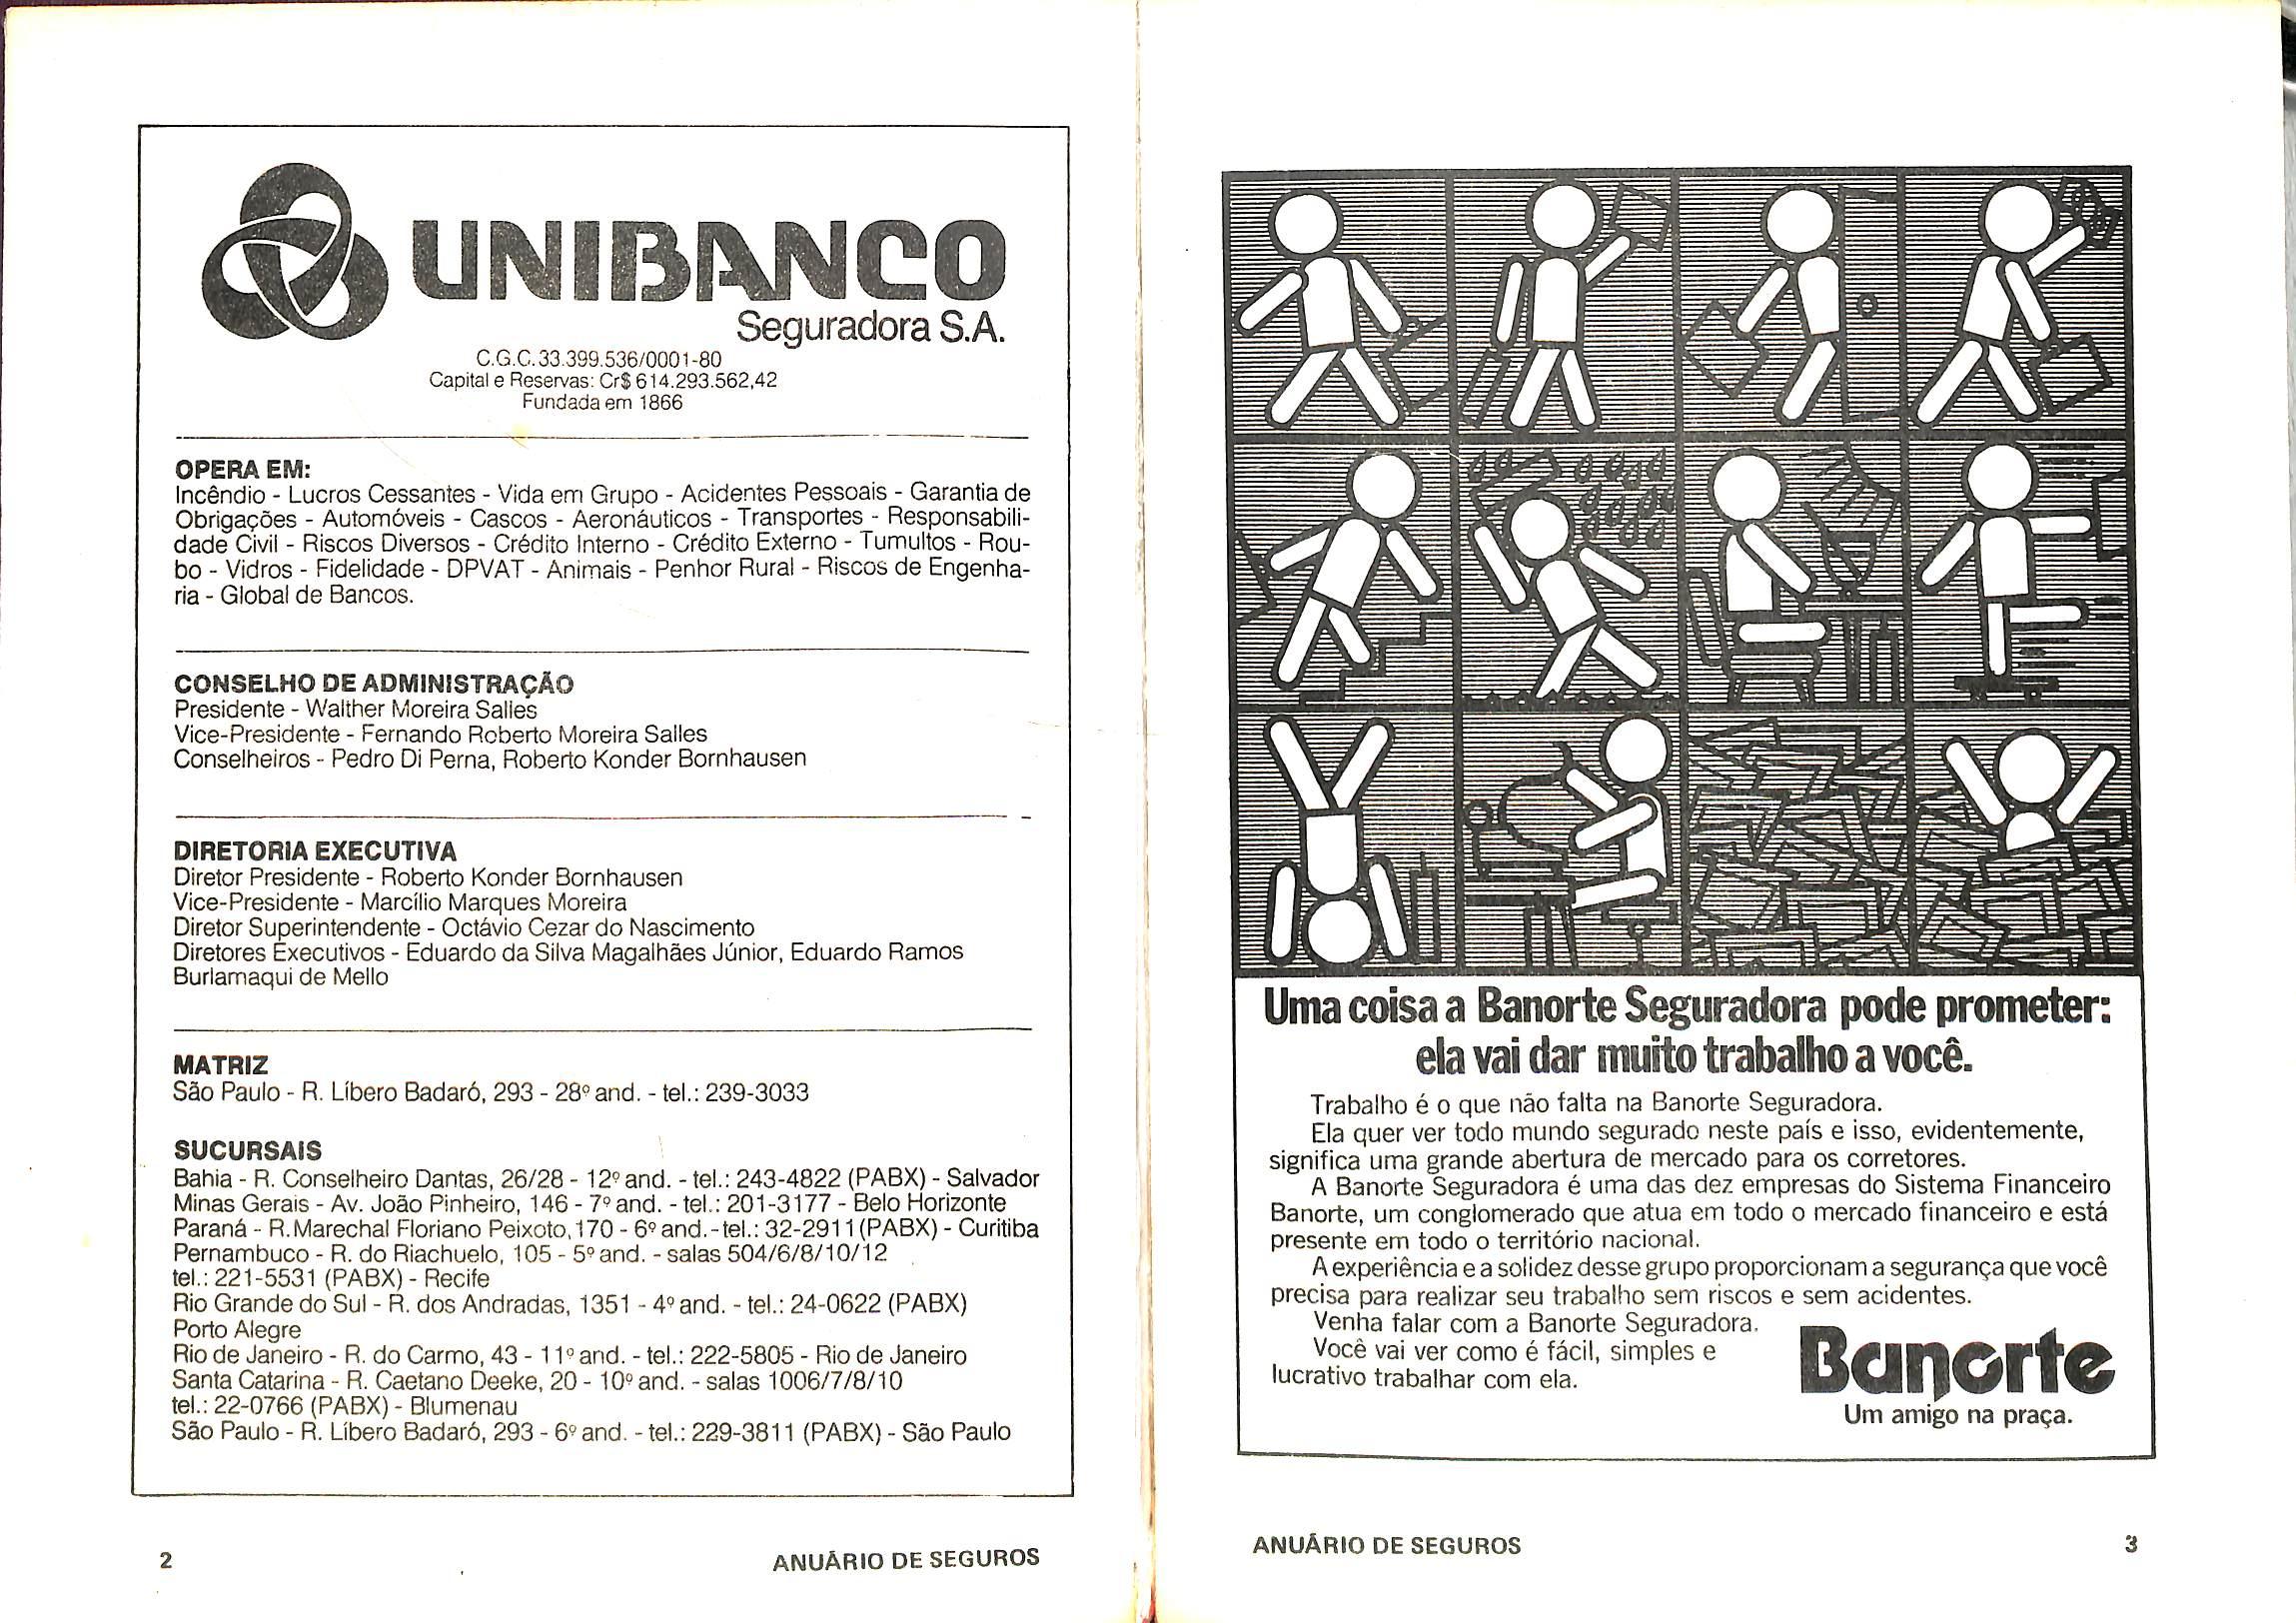 UNIBANCO
Seguradora S.A.
C.G.C. 33.399.536/0001-80
Capital e Reservas: Cr$ 614.293.562,42
Fundada em 1866
OPERA EM:
Incêndio - Lucros Cessantes - Vida em Grupo - Acidentes Pessoais - Garantia de
Obrigações - Automóveis - Cascos - Aeronáuticos - Transportes - Responsabili-
dade Civil - Riscos Diversos - Crédito Interno - Crédito Externo - Tumultos - Rou-
bo - Vidros - Fidelidade - DPVAT - Animais - Penhor Rural - Riscos de Engenha-
ria - Global de Bancos.
CONSELHO DE ADMINISTRAÇÃO
Presidente - Walther Moreira Salles
Vice-Presidente - Fernando Roberto Moreira Salles
Conselheiros - Pedro Di Perna, Roberto Konder Bornhausen
DIRETORIA EXECUTIVA
Diretor Presidente - Roberto Konder Bornhausen
Vice-Presidente - Marcílio Marques Moreira
Diretor Superintendente - Octávio Cezar do Nascimento
Diretores Executivos - Eduardo da Silva Magalhães Júnior, Eduardo Ramos
Burlamaqui de Mello
MATRIZ
São Paulo - R. Líbero Badaró, 293 - 28º and. - tel.: 239-3033
SUCURSAIS
Bahia - R. Conselheiro Dantas, 26/28 - 12º and. - tel.: 243-4822 (PABX) - Salvador
Minas Gerais - Av. João Pinheiro, 146 - 7º and. - tel.: 201-3177 - Belo Horizonte
Paraná - R. Marechal Floriano Peixoto, 170 - 6º and. - tel.: 32-2911 (PABX) - Curitiba
Pernambuco - R. do Riachuelo, 105 - 5º and. - salas 504/6/8/10/12
tel.: 221-5531 (PABX) - Recife
Rio Grande do Sul - R. dos Andradas, 1351 - 4º and. - tel.: 24-0622 (PABX)
Porto Alegre
Rio de Janeiro - R. do Carmo, 43 - 11º and. - tel.: 222-5805 - Rio de Janeiro
Santa Catarina - R. Caetano Deeke, 20 - 10º and. - salas 1006/7/8/10
tel.: 22-0766 (PABX) - Blumenau
São Paulo - R. Líbero Badaró, 293 - 6º and. - tel.: 229-3811 (PABX) - São Paulo
2
ANUÁRIO DE SEGUROS
Uma coisa a Banorte Seguradora pode prometer:
ela vai dar muito trabalho a você.
Trabalho é o que não falta na Banorte Seguradora.
Ela quer ver todo mundo segurado neste país e isso, evidentemente,
significa uma grande abertura de mercado para os corretores.
A Banorte Seguradora é uma das dez empresas do Sistema Financeiro
Banorte, um conglomerado que atua em todo o mercado financeiro e está
presente em todo o território nacional.
A experiência e a solidez desse grupo proporcionam a segurança que você
precisa para realizar seu trabalho sem riscos e sem acidentes.
Venha falar com a Banorte Seguradora.
Você vai ver como é fácil, simples e
lucrativo trabalhar com ela.
Banorte
Um amigo na praça.
ANUÁRIO DE SEGUROS
3